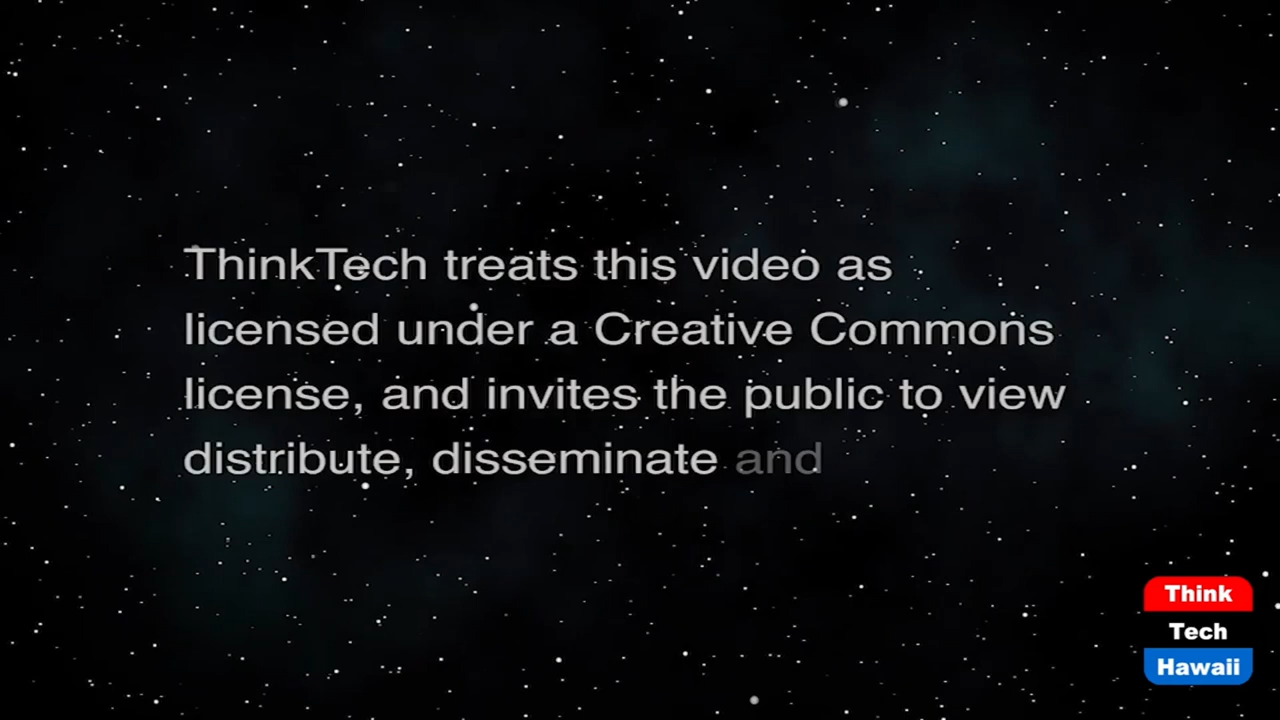 ThinkTech treats this video as
licensed under a Creative Commons
license, and invites the public to view
distribute, disseminate and
Think
Tech
Hawaii